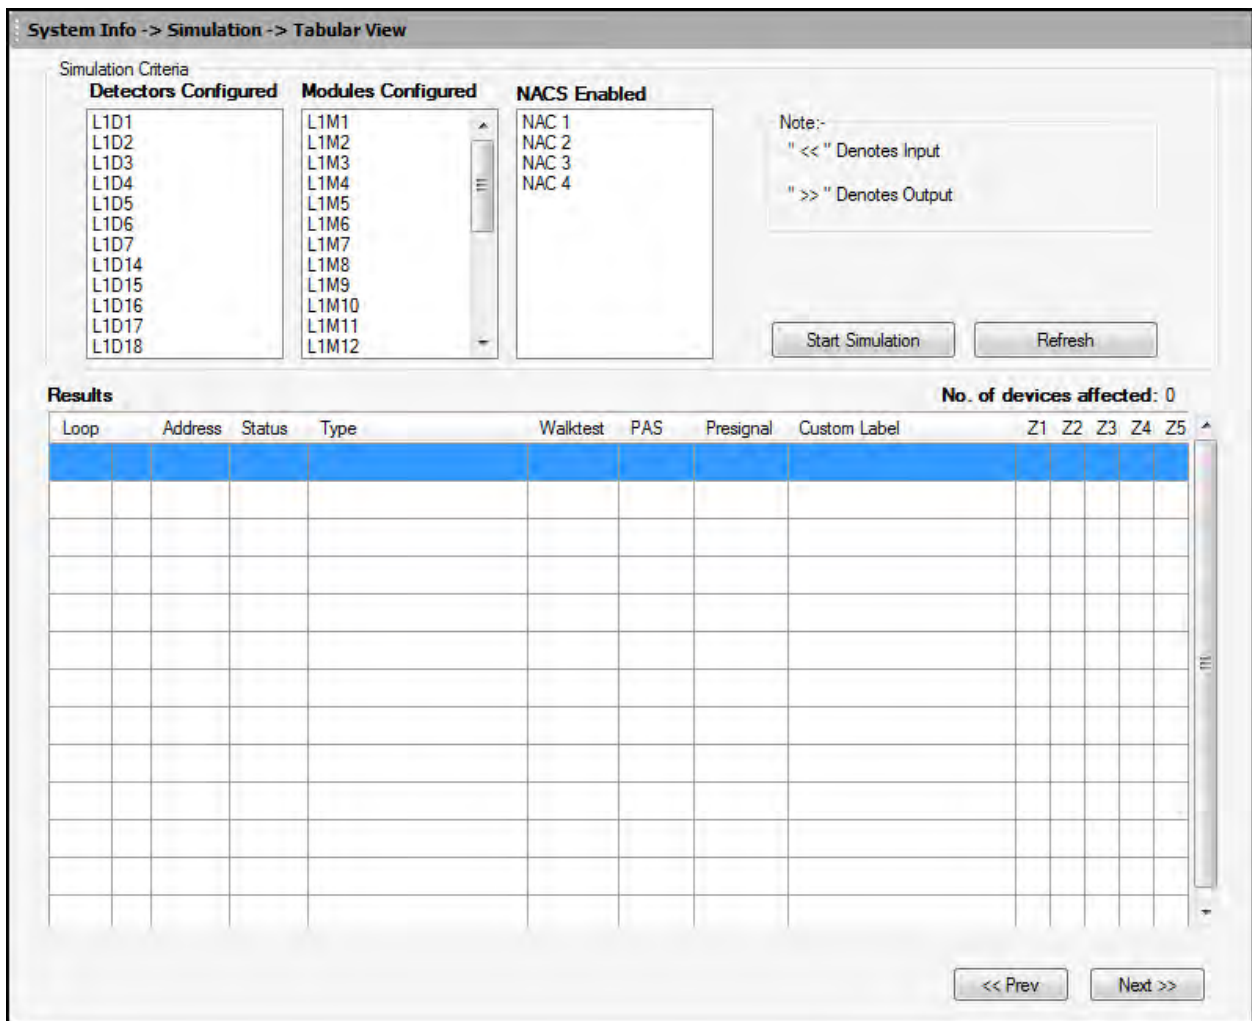 System Info -> Simulation -> Tabular View
Simulation Criteria
Detectors Configured
L1D1
L1D2
L1D3
L1D4
L1D5
L1D6
L1D7
L1D14
L1D15
L1D16
L1D17
L1D18
Modules Configured
L1M1
L1M2
L1M3
L1M4
L1M5
L1M6
L1M7
L1M8
L1M9
L1M10
L1M11
L1M12
NACS Enabled
NAC 1
NAC 2
NAC 3
NAC 4
Note:-
" << " Denotes Input
" >> " Denotes Output
Start Simulation Refresh
Results No. of devices affected: 0
Loop Address Status Type Walktest PAS Presignal Custom Label Z1 Z2 Z3 Z4 Z5
<< Prev Next >>